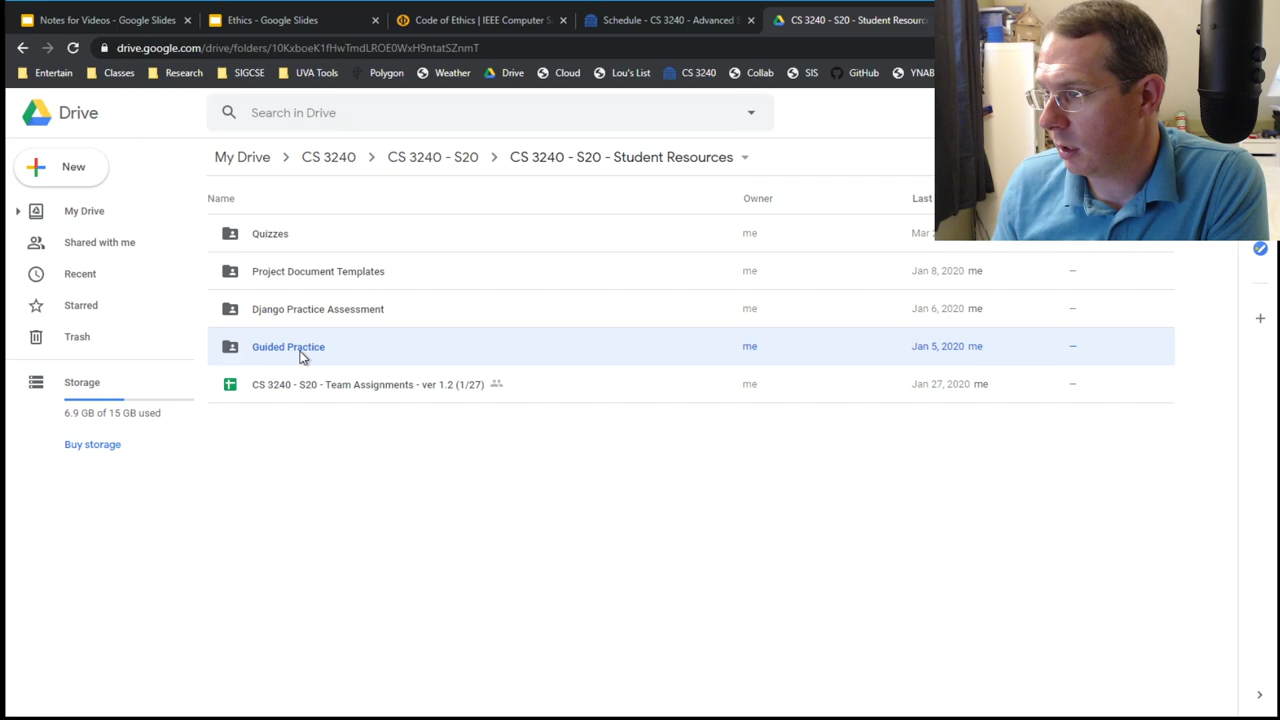 Notes for Videos - Google Slides
Ethics - Google Slides
Code of Ethics | IEEE Computer S
Schedule - CS 3240 - Advanced S
CS 3240 - S20 - Student Resourc
drive.google.com/drive/folders/10KxboeK1fHwTmdLROE0WxH9ntatSZnmT
Entertain Classes Research SIGCSE UVA Tools Polygon Weather Drive Cloud Lou's List CS 3240 Collab SIS GitHub YNAB
Drive
Search in Drive
New
My Drive CS 3240 CS 3240 - S20 CS 3240 - S20 - Student Resources
My Drive
Shared with me
Recent
Starred
Trash
Storage
6.9 GB of 15 GB used
Buy storage
Name Owner Last
Quizzes me Mar
Project Document Templates me Jan 8, 2020 me –
Django Practice Assessment me Jan 6, 2020 me –
Guided Practice me Jan 5, 2020 me –
CS 3240 - S20 - Team Assignments - ver 1.2 (1/27) me Jan 27, 2020 me –